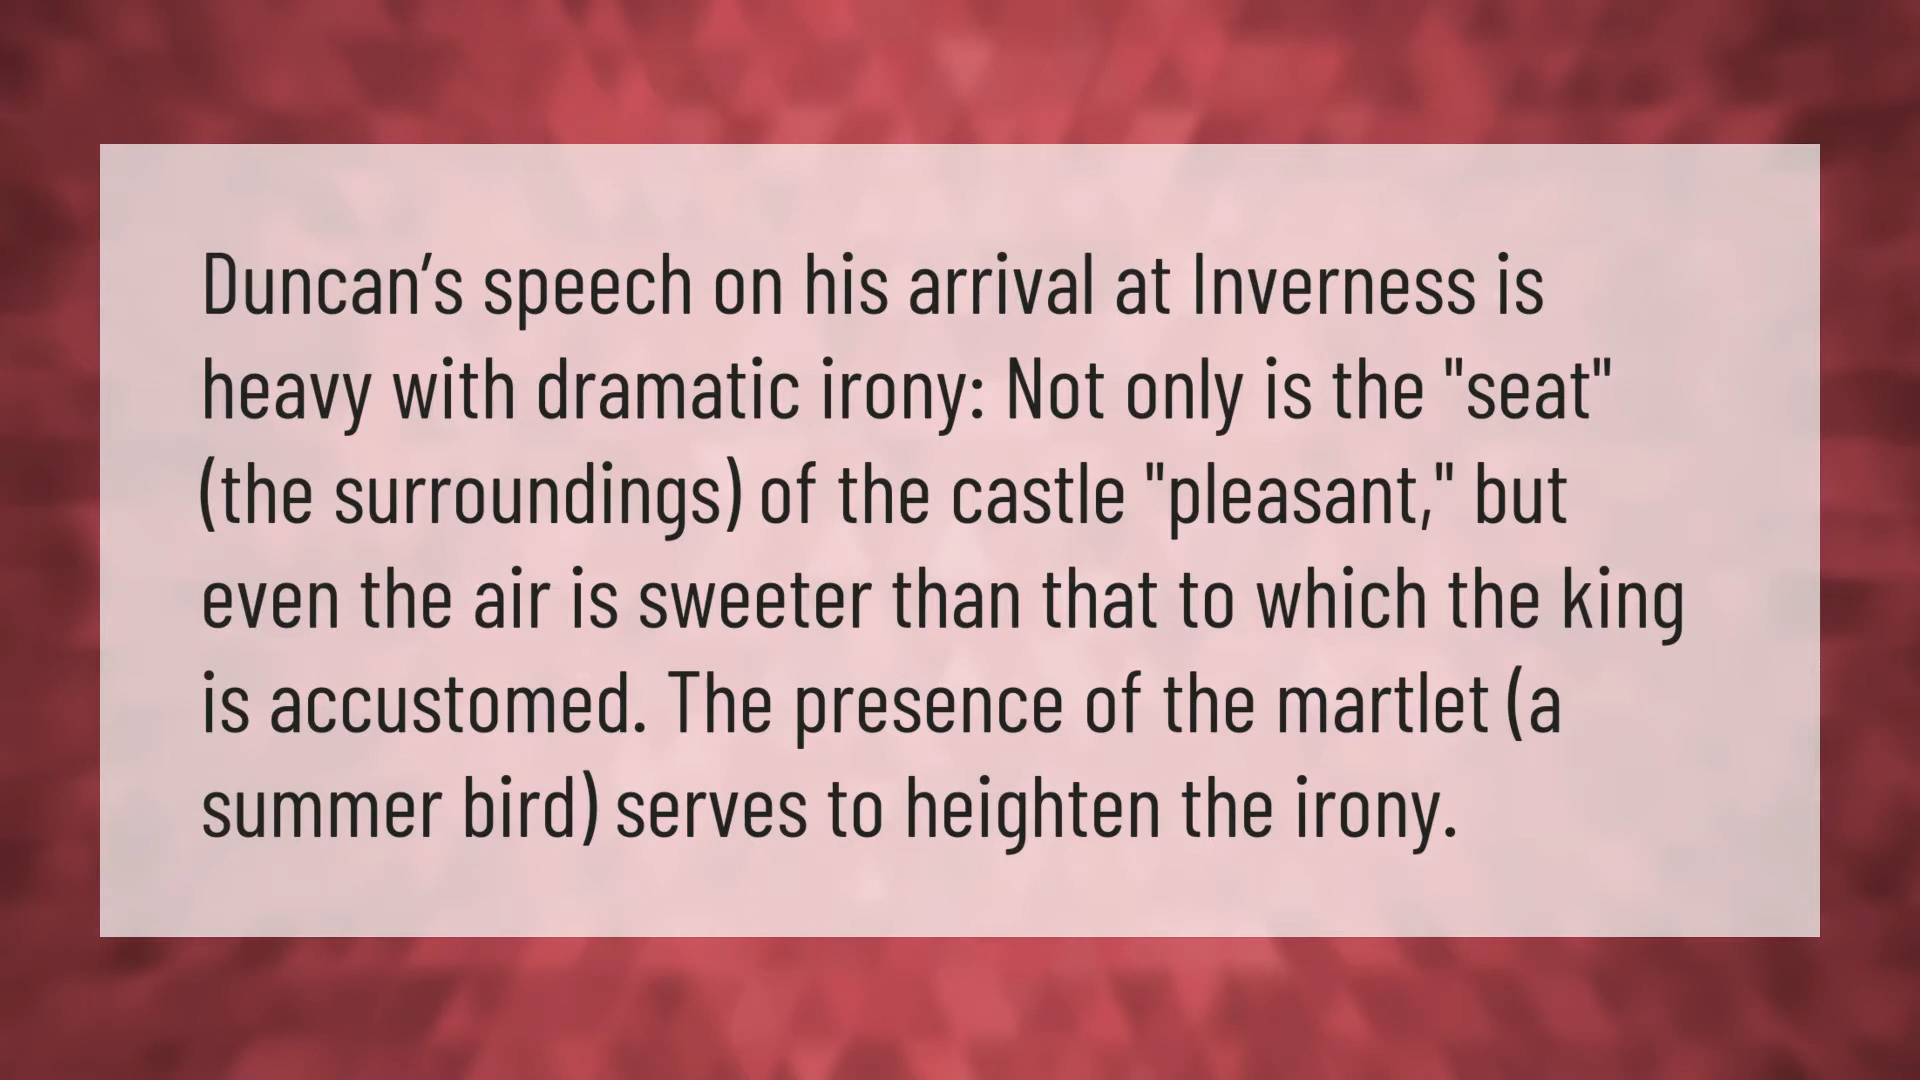 Duncan’s speech on his arrival at Inverness is
heavy with dramatic irony: Not only is the "seat"
(the surroundings) of the castle "pleasant," but
even the air is sweeter than that to which the king
is accustomed. The presence of the martlet (a
summer bird) serves to heighten the irony.